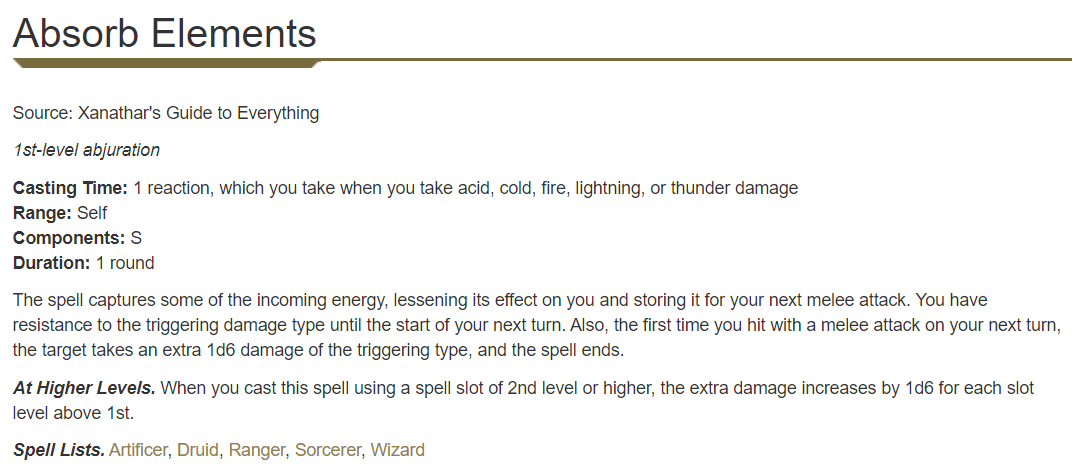 Absorb Elements
Source: Xanathar's Guide to Everything
1st-level abjuration
Casting Time: 1 reaction, which you take when you take acid, cold, fire, lightning, or thunder damage
Range: Self
Components: S
Duration: 1 round
The spell captures some of the incoming energy, lessening its effect on you and storing it for your next melee attack. You have
resistance to the triggering damage type until the start of your next turn. Also, the first time you hit with a melee attack on your next turn,
the target takes an extra 1d6 damage of the triggering type, and the spell ends.
At Higher Levels. When you cast this spell using a spell slot of 2nd level or higher, the extra damage increases by 1d6 for each slot
level above 1st.
Spell Lists. Artificer, Druid, Ranger, Sorcerer, Wizard